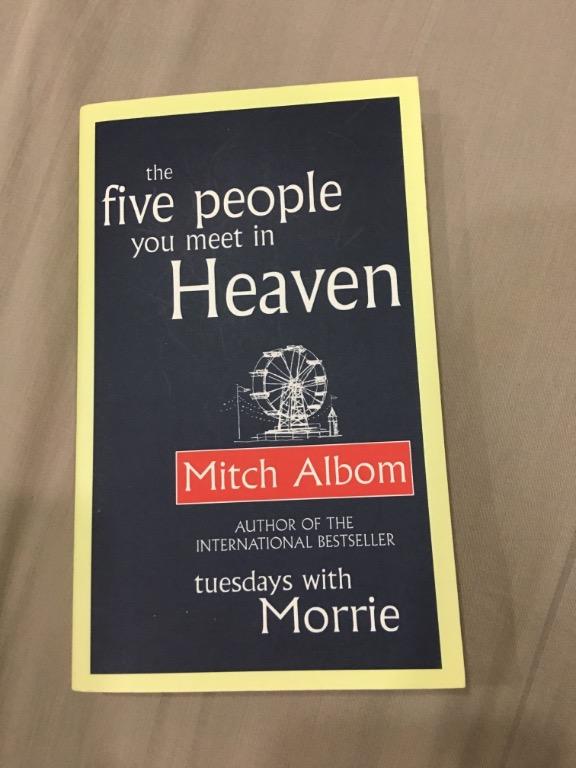 the
five people
you meet in
Heaven
Mitch Albom
AUTHOR OF THE
INTERNATIONAL BESTSELLER
tuesdays with
Morrie